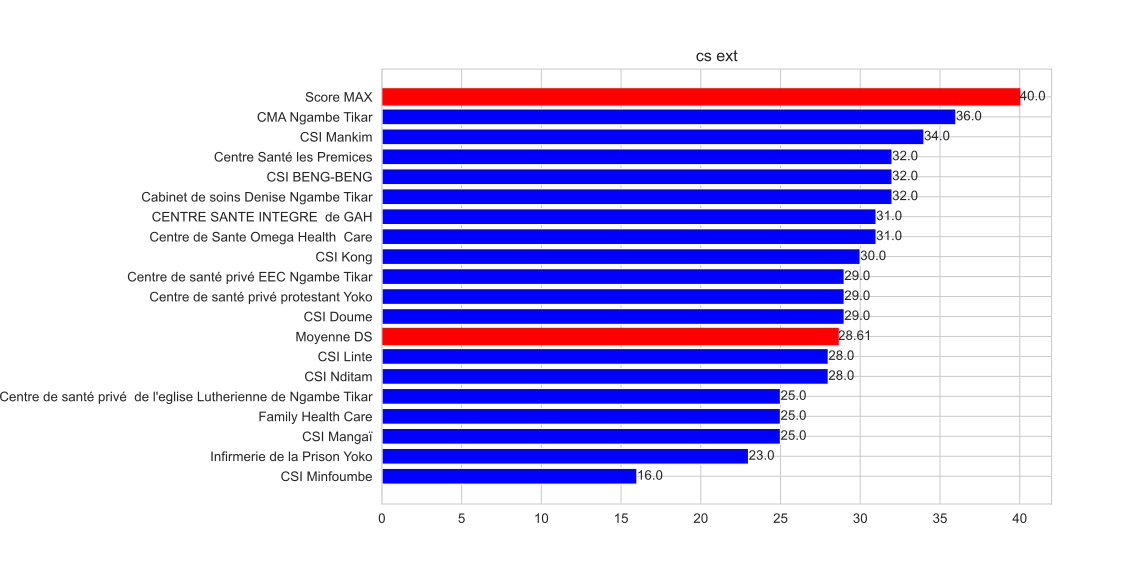 cs ext
Score MAX 40.0
CMA Ngambe Tikar 36.0
CSI Mankim 34.0
Centre Santé les Premices 32.0
CSI BENG-BENG 32.0
Cabinet de soins Denise Ngambe Tikar 32.0
CENTRE SANTE INTEGRE  de GAH 31.0
Centre de Sante Omega Health  Care 31.0
CSI Kong 30.0
Centre de santé privé EEC Ngambe Tikar 29.0
Centre de santé privé protestant Yoko 29.0
CSI Doume 29.0
Moyenne DS 28.61
CSI Linte 28.0
CSI Nditam 28.0
Centre de santé privé  de l'eglise Lutherienne de Ngambe Tikar 25.0
Family Health Care 25.0
CSI Mangaï 25.0
Infirmerie de la Prison Yoko 23.0
CSI Minfoumbe 16.0
0 5 10 15 20 25 30 35 40